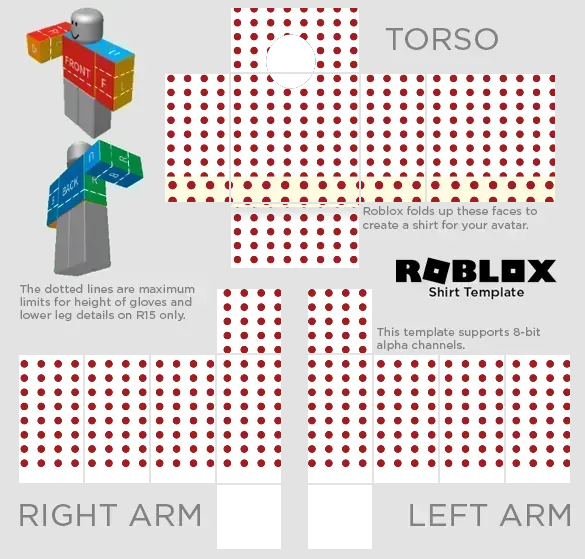 TORSO
FRONT
F
L
U
BACK
U
R
B
Roblox folds up these faces to
create a shirt for your avatar.
ROBLOX
Shirt Template
The dotted lines are maximum
limits for height of gloves and
lower leg details on R15 only.
This template supports 8-bit
alpha channels.
RIGHT ARM
LEFT ARM